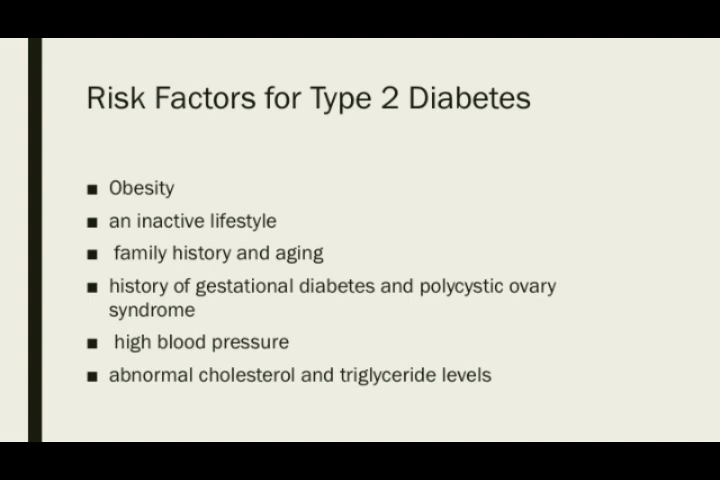 Risk Factors for Type 2 Diabetes
■ Obesity
■ an inactive lifestyle
■ family history and aging
■ history of gestational diabetes and polycystic ovary
syndrome
■ high blood pressure
■ abnormal cholesterol and triglyceride levels